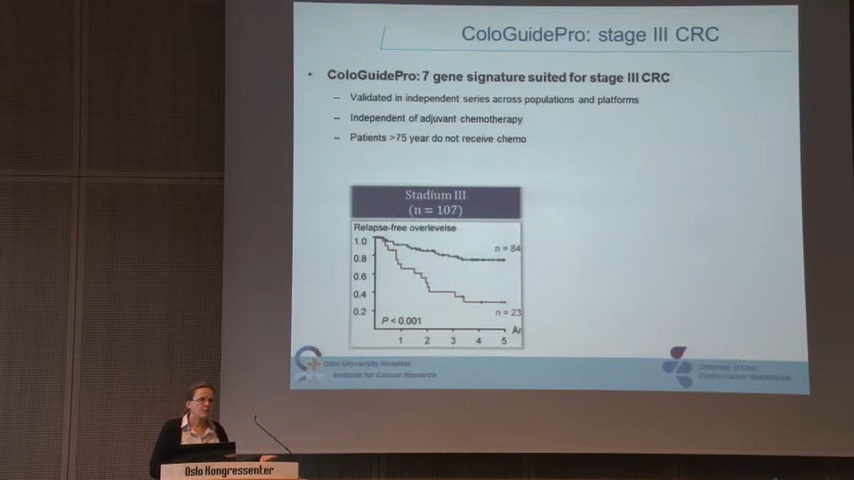 ColoGuidePro: stage III CRC
• ColoGuidePro: 7 gene signature suited for stage III CRC
– Validated in independent series across populations and platforms
– Independent of adjuvant chemotherapy
– Patients >75 year do not receive chemo
Stadium III
(n = 107)
Relapse-free overlevelse
1.0
0.8
0.6
0.4
0.2
n = 84
n = 23
P < 0.001
År
1 2 3 4 5
Oslo University Hospital
Institute for Cancer Research
University of Oslo
Centre Cancer Biomedicine
Oslo Kongressenter